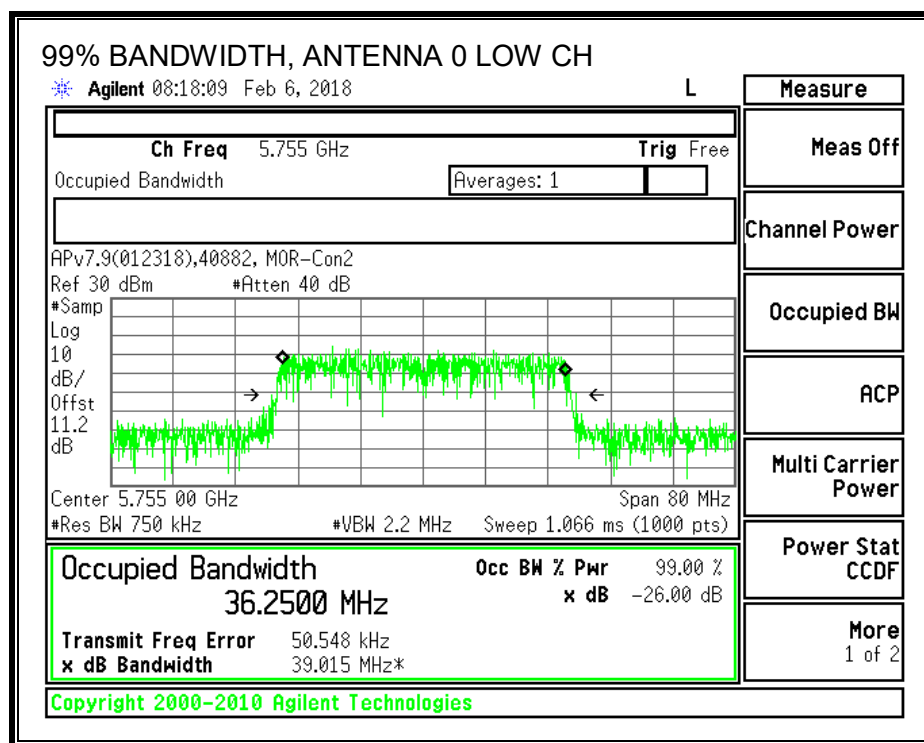 99% BANDWIDTH, ANTENNA 0 LOW CH
Agilent 08:18:09 Feb 6, 2018 L
Measure
Ch Freq 5.755 GHz Trig Free
Meas Off
Occupied Bandwidth Averages: 1
Channel Power
APv7.9(012318),40882, MOR-Con2
Ref 30 dBm #Atten 40 dB
#Samp
Log
10
dB/
Offst
11.2
dB
Occupied BW
ACP
Multi Carrier
Power
Center 5.755 00 GHz Span 80 MHz
#Res BW 750 kHz #VBW 2.2 MHz Sweep 1.066 ms (1000 pts)
Occupied Bandwidth Occ BW % Pwr 99.00 %
36.2500 MHz x dB -26.00 dB
Transmit Freq Error 50.548 kHz
x dB Bandwidth 39.015 MHz*
Power Stat
CCDF
More
1 of 2
Copyright 2000-2010 Agilent Technologies